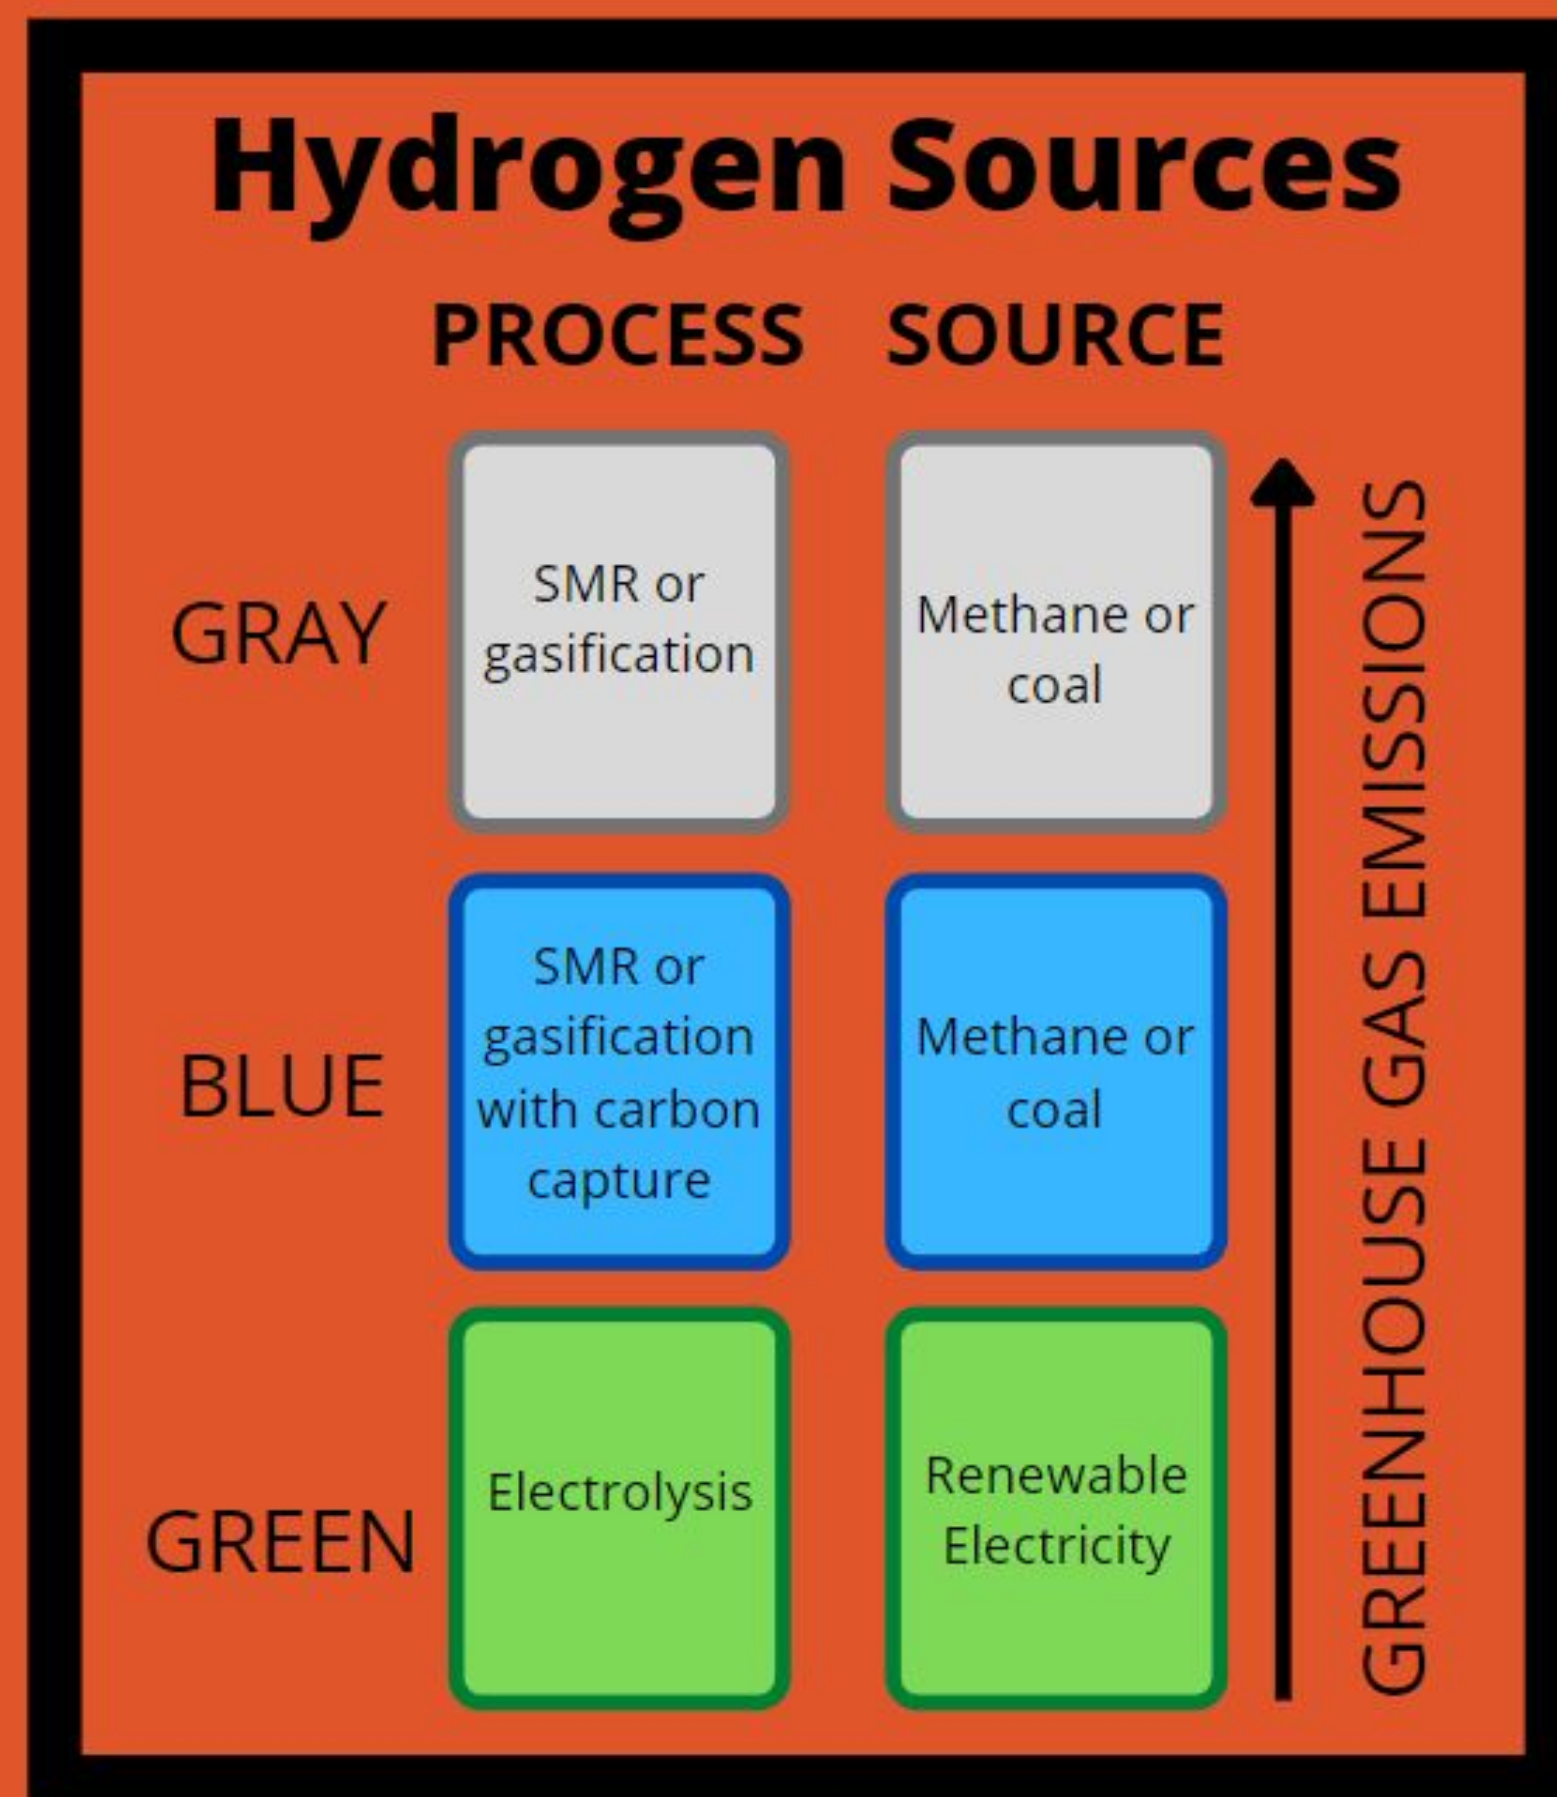 Hydrogen Sources
PROCESS SOURCE
GRAY
SMR or
gasification
Methane or
coal
BLUE
SMR or
gasification
with carbon
capture
Methane or
coal
GREEN
Electrolysis
Renewable
Electricity
GREENHOUSE GAS EMISSIONS